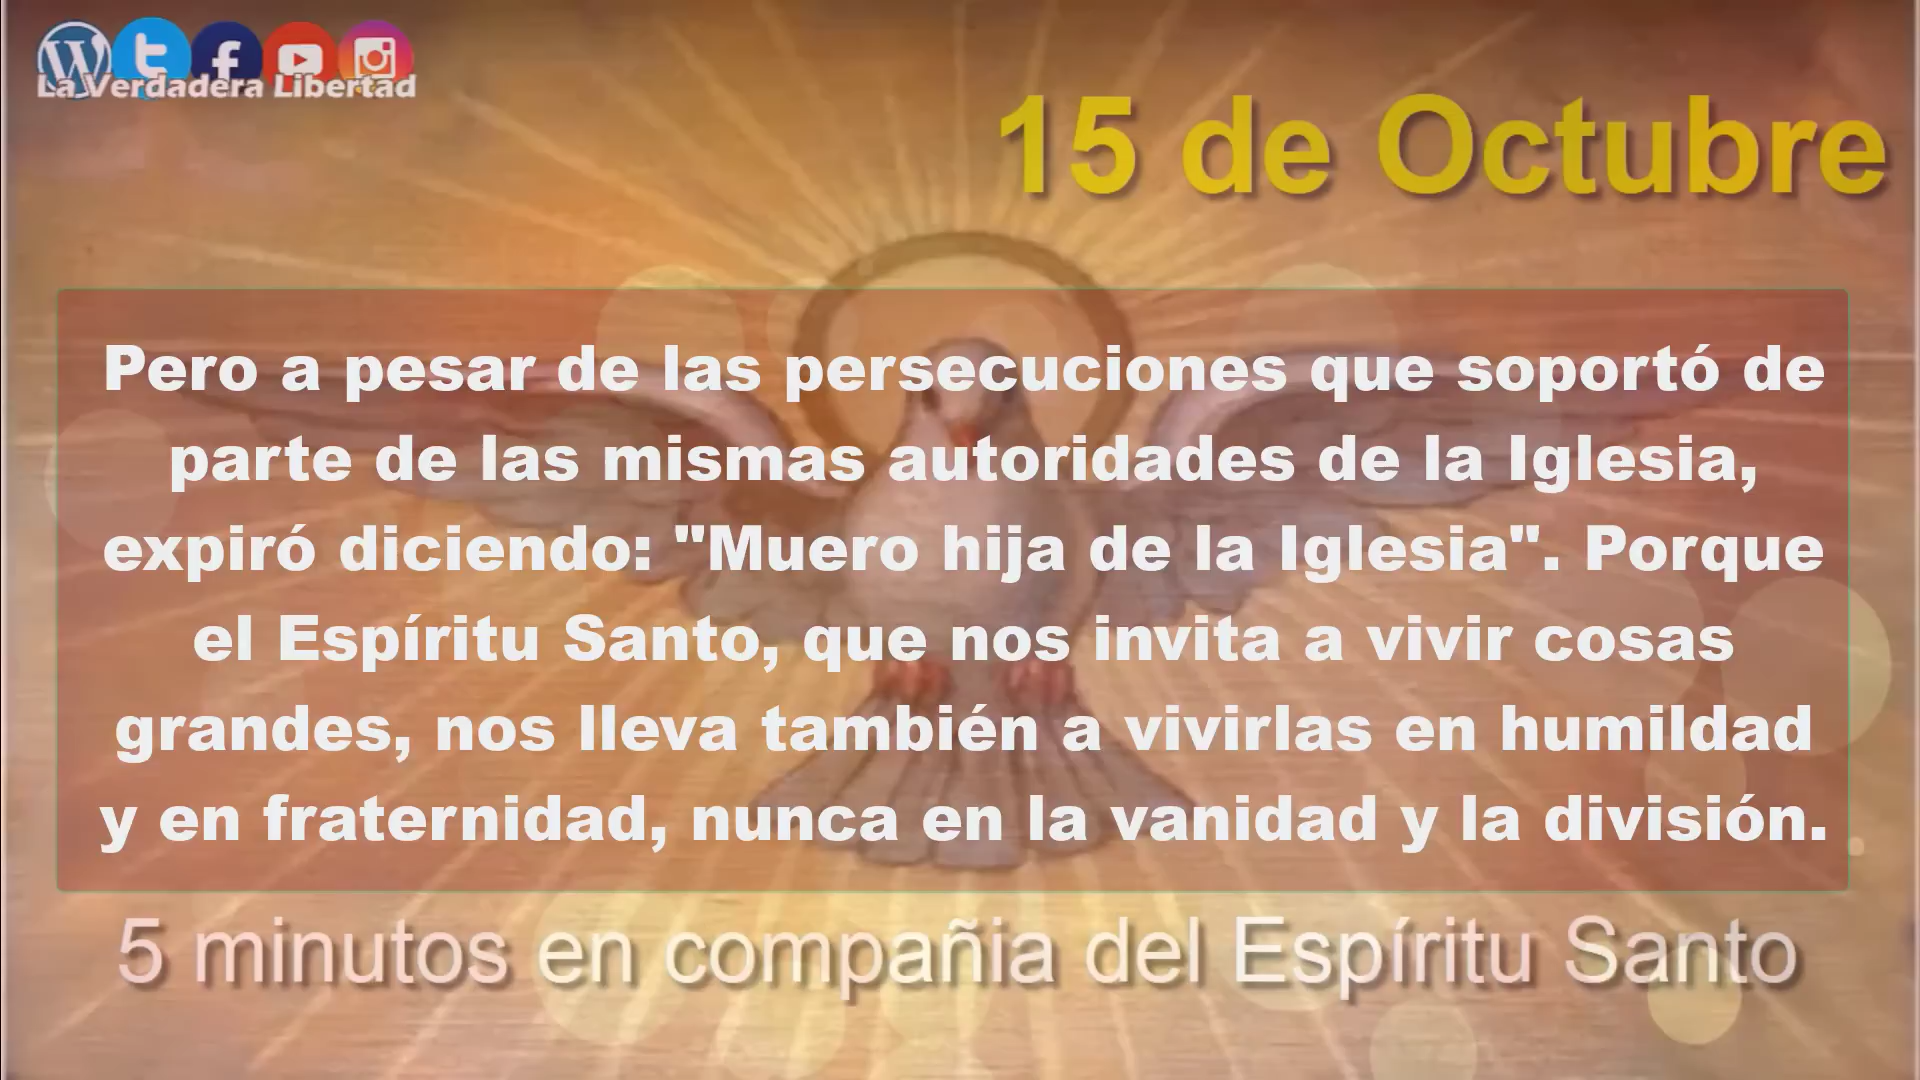 La Verdadera Libertad
15 de Octubre
Pero a pesar de las persecuciones que soportó de
parte de las mismas autoridades de la Iglesia,
expiró diciendo: "Muero hija de la Iglesia". Porque
el Espíritu Santo, que nos invita a vivir cosas
grandes, nos lleva también a vivirlas en humildad
y en fraternidad, nunca en la vanidad y la división.
5 minutos en compañia del Espíritu Santo